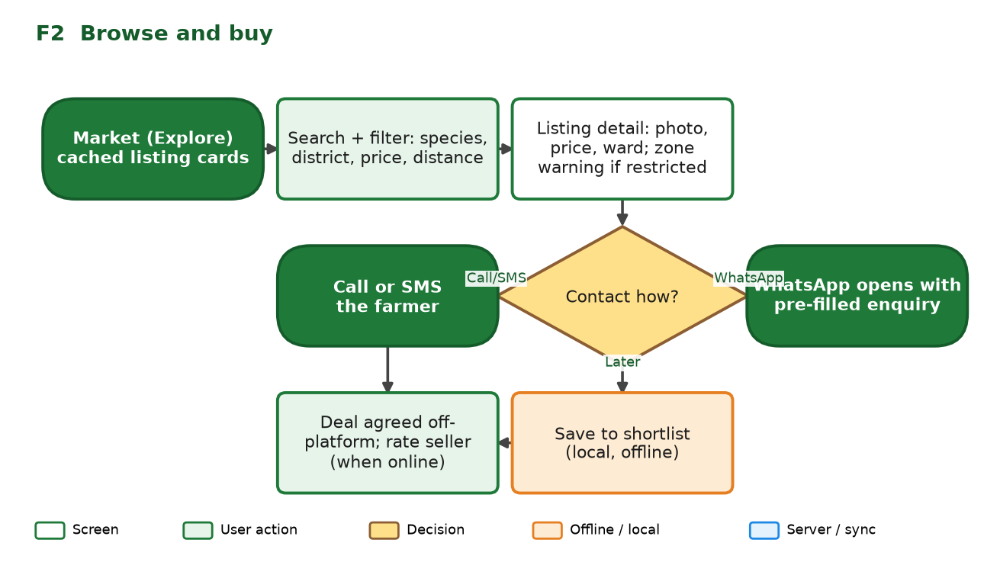 F2  Browse and buy
Market (Explore)
cached listing cards
Search + filter: species,
district, price, distance
Listing detail: photo,
price, ward; zone
warning if restricted
Call or SMS
the farmer
Call/SMS
Contact how?
WhatsApp
WhatsApp opens with
pre-filled enquiry
Later
Deal agreed off-
platform; rate seller
(when online)
Save to shortlist
(local, offline)
Screen
User action
Decision
Offline / local
Server / sync